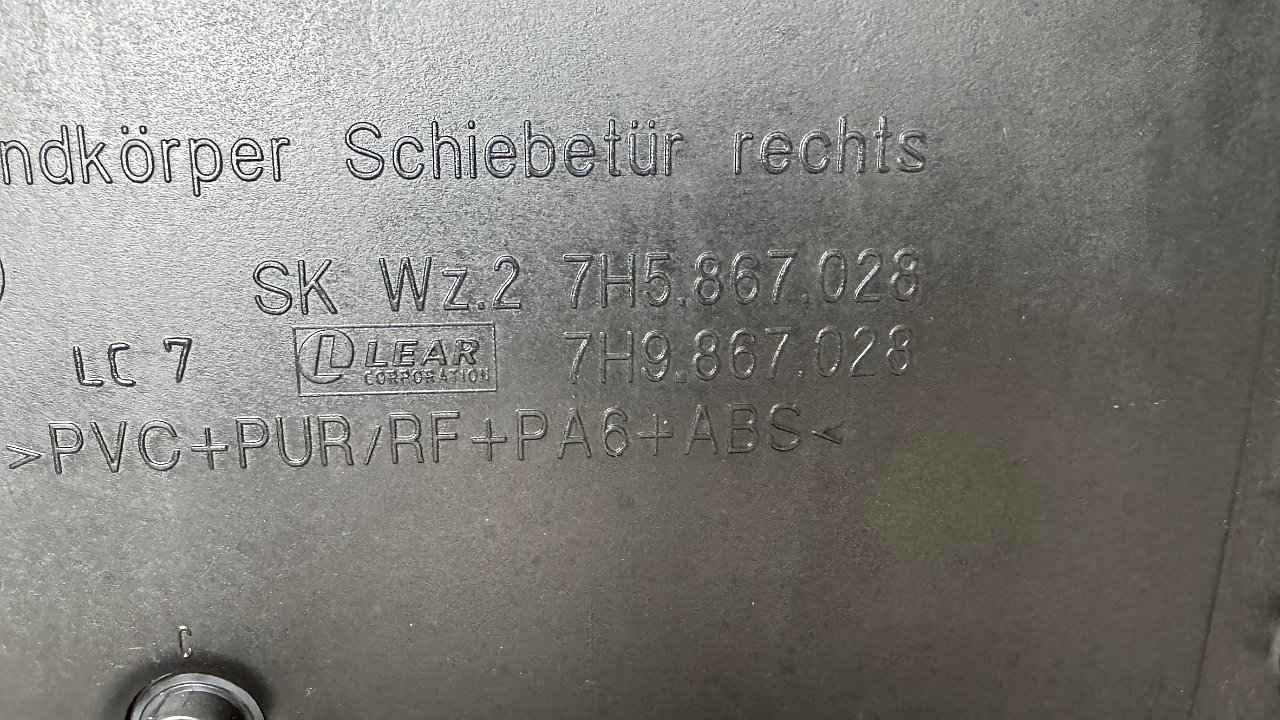 ndkörper Schiebetür rechts
SK Wz.2 7H5.867.028
LC 7 L LEAR CORPORATION 7H9.867.028
>PVC+PUR/RF+PA6+ABS<
C